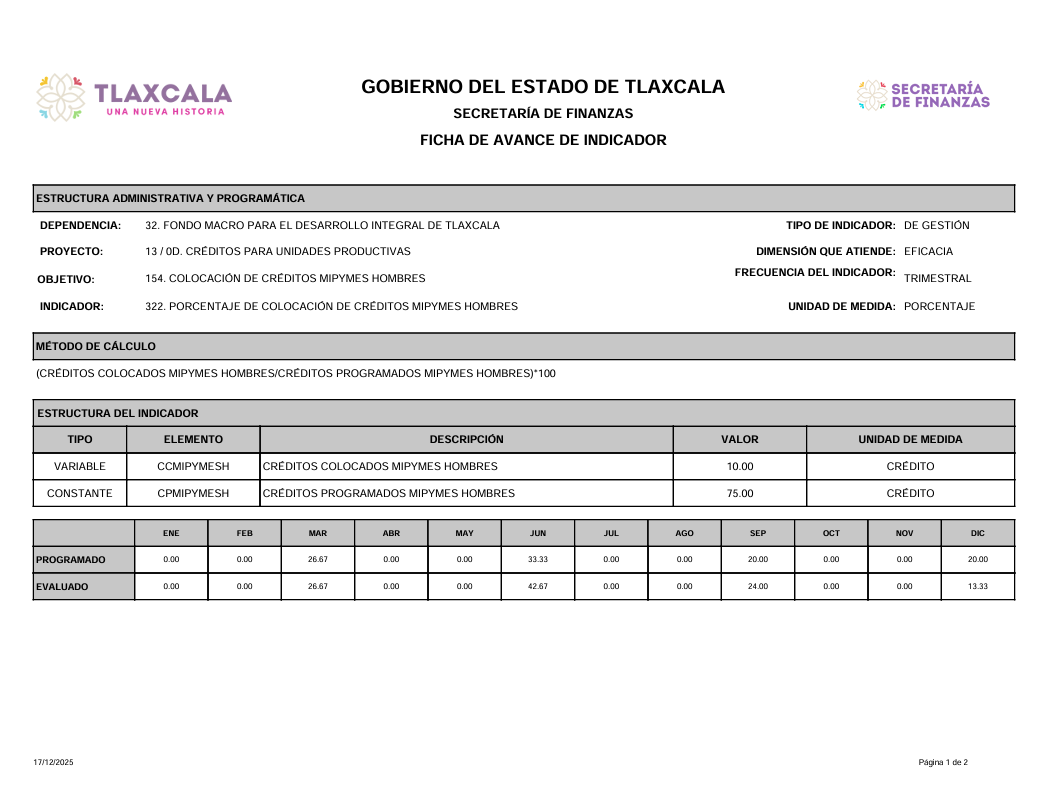 TLAXCALA
UNA NUEVA HISTORIA
GOBIERNO DEL ESTADO DE TLAXCALA
SECRETARÍA DE FINANZAS
FICHA DE AVANCE DE INDICADOR
SECRETARÍA
DE FINANZAS
ESTRUCTURA ADMINISTRATIVA Y PROGRAMÁTICA
DEPENDENCIA: 32. FONDO MACRO PARA EL DESARROLLO INTEGRAL DE TLAXCALA TIPO DE INDICADOR: DE GESTIÓN
PROYECTO: 13 / 0D. CRÉDITOS PARA UNIDADES PRODUCTIVAS DIMENSIÓN QUE ATIENDE: EFICACIA
OBJETIVO: 154. COLOCACIÓN DE CRÉDITOS MIPYMES HOMBRES FRECUENCIA DEL INDICADOR: TRIMESTRAL
INDICADOR: 322. PORCENTAJE DE COLOCACIÓN DE CRÉDITOS MIPYMES HOMBRES UNIDAD DE MEDIDA: PORCENTAJE
MÉTODO DE CÁLCULO
(CRÉDITOS COLOCADOS MIPYMES HOMBRES/CRÉDITOS PROGRAMADOS MIPYMES HOMBRES)*100
ESTRUCTURA DEL INDICADOR
TIPO ELEMENTO DESCRIPCIÓN VALOR UNIDAD DE MEDIDA
VARIABLE CCMIPYMESH CRÉDITOS COLOCADOS MIPYMES HOMBRES 10.00 CRÉDITO
CONSTANTE CPMIPYMESH CRÉDITOS PROGRAMADOS MIPYMES HOMBRES 75.00 CRÉDITO
ENE FEB MAR ABR MAY JUN JUL AGO SEP OCT NOV DIC
PROGRAMADO 0.00 0.00 26.67 0.00 0.00 33.33 0.00 0.00 20.00 0.00 0.00 20.00
EVALUADO 0.00 0.00 26.67 0.00 0.00 42.67 0.00 0.00 24.00 0.00 0.00 13.33
17/12/2025 Página 1 de 2